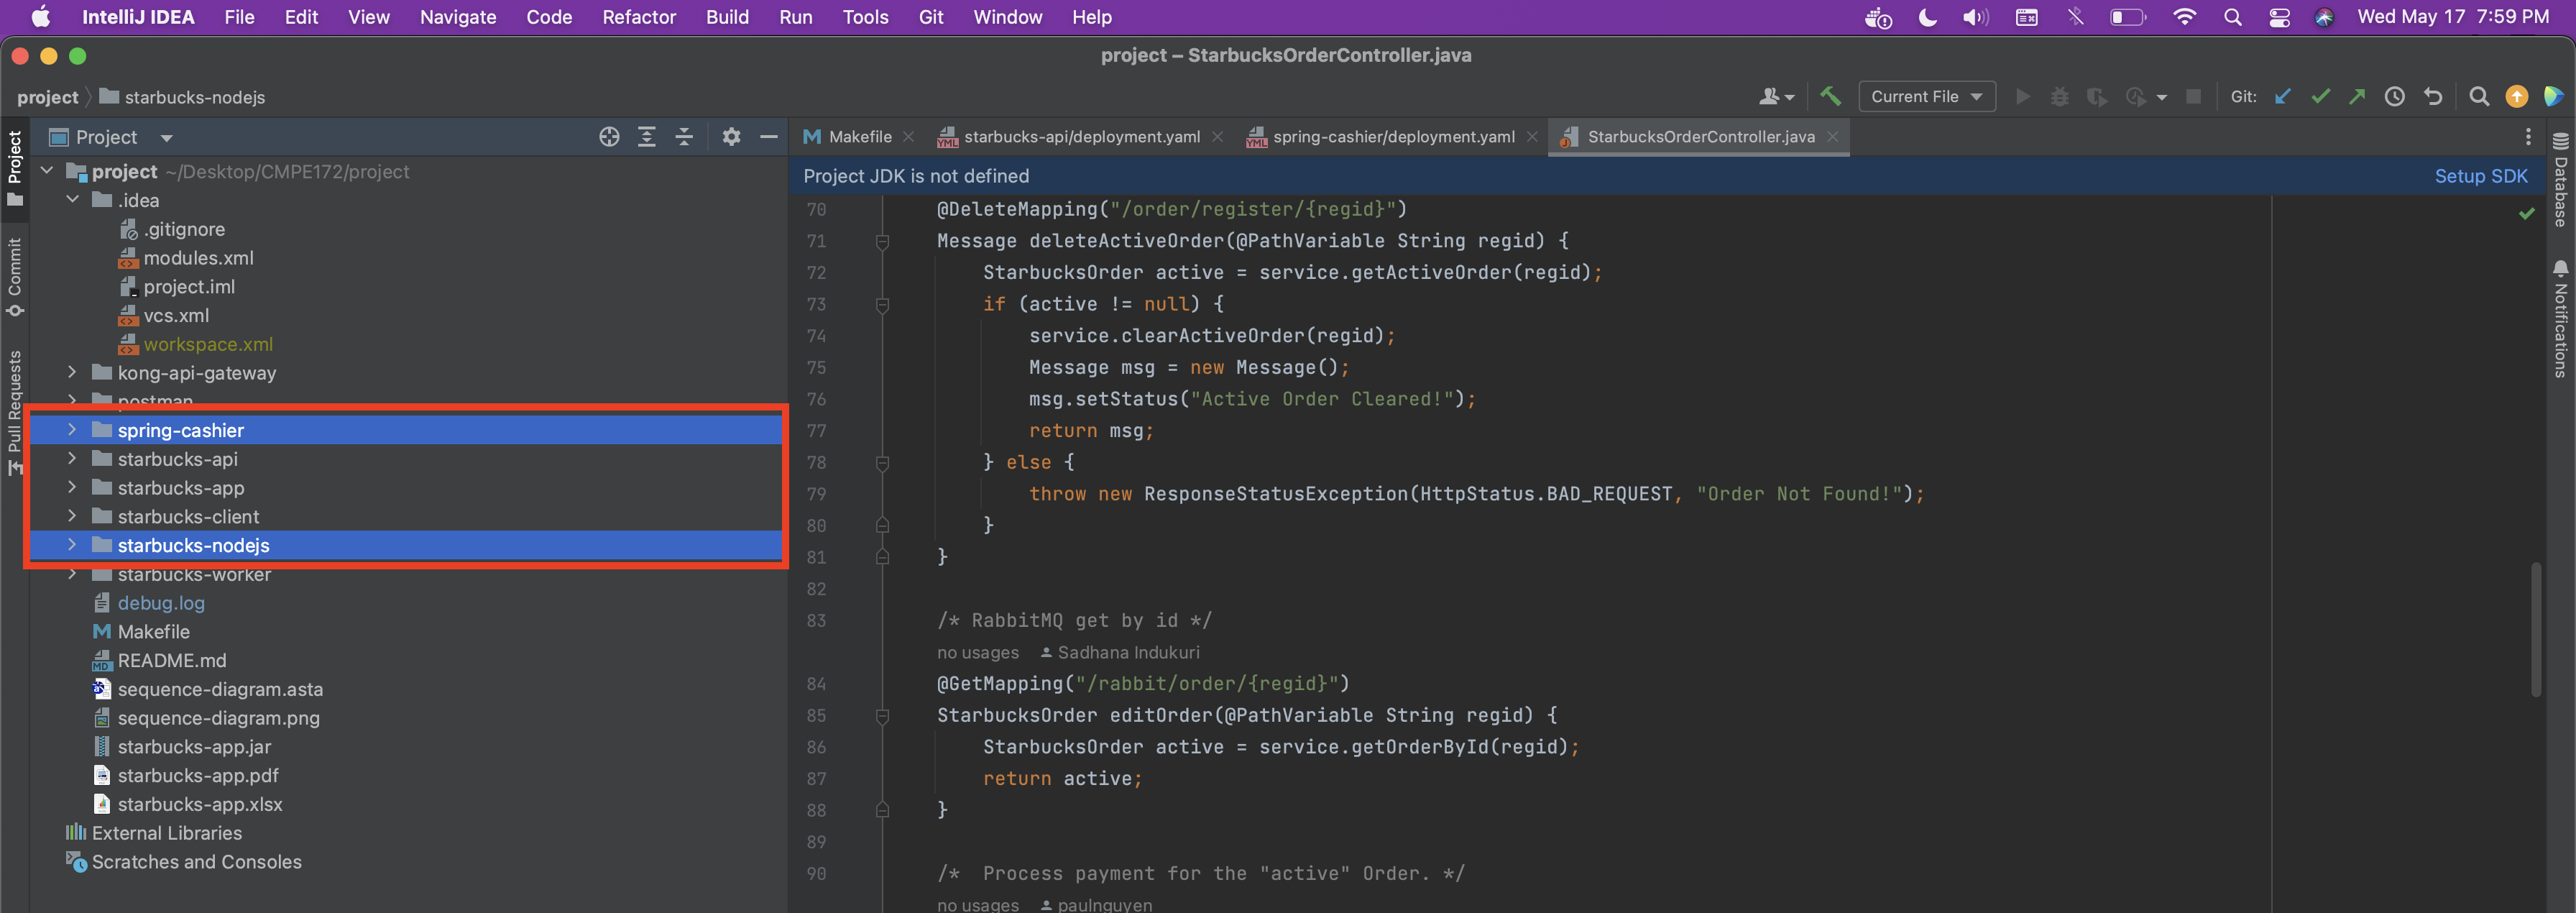 IntelliJ IDEA File Edit View Navigate Code Refactor Build Run Tools Git Window Help Wed May 17 7:59 PM
project – StarbucksOrderController.java
project starbucks-nodejs Current File Git:
Project Makefile starbucks-api/deployment.yaml spring-cashier/deployment.yaml StarbucksOrderController.java
Project JDK is not defined Setup SDK
Project
Commit
Pull Requests
project ~/Desktop/CMPE172/project
.idea
.gitignore
modules.xml
project.iml
vcs.xml
workspace.xml
kong-api-gateway
postman
spring-cashier
starbucks-api
starbucks-app
starbucks-client
starbucks-nodejs
starbucks-worker
debug.log
Makefile
README.md
sequence-diagram.asta
sequence-diagram.png
starbucks-app.jar
starbucks-app.pdf
starbucks-app.xlsx
External Libraries
Scratches and Consoles
70 @DeleteMapping("/order/register/{regid}")
71 Message deleteActiveOrder(@PathVariable String regid) {
72 StarbucksOrder active = service.getActiveOrder(regid);
73 if (active != null) {
74 service.clearActiveOrder(regid);
75 Message msg = new Message();
76 msg.setStatus("Active Order Cleared!");
77 return msg;
78 } else {
79 throw new ResponseStatusException(HttpStatus.BAD_REQUEST, "Order Not Found!");
80 }
81 }
82
83 /* RabbitMQ get by id */
no usages Sadhana Indukuri
84 @GetMapping("/rabbit/order/{regid}")
85 StarbucksOrder editOrder(@PathVariable String regid) {
86 StarbucksOrder active = service.getOrderById(regid);
87 return active;
88 }
89
90 /* Process payment for the "active" Order. */
no usages paulnguyen
Database
Notifications